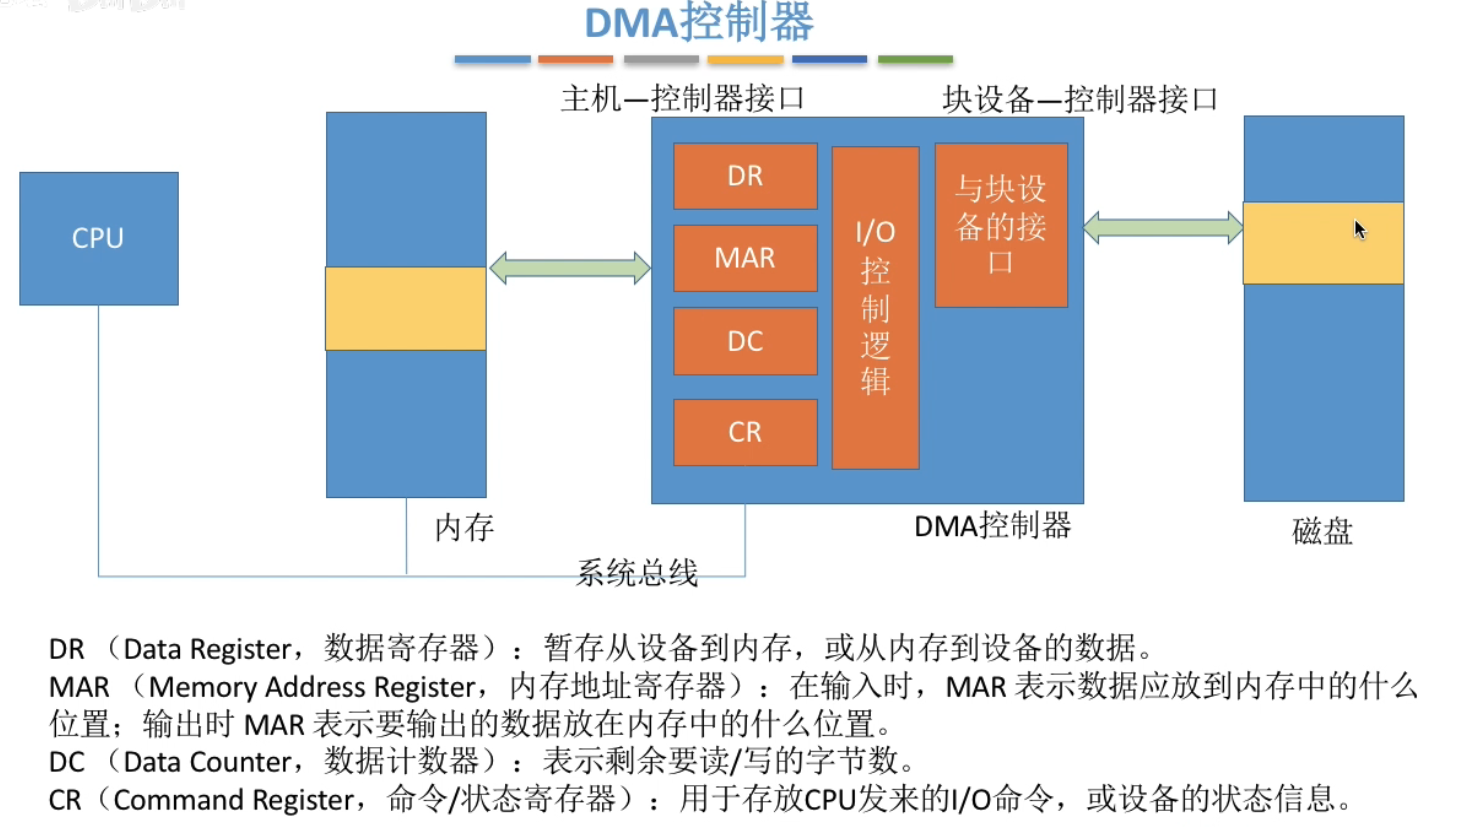 DMA控制器
主机—控制器接口
块设备—控制器接口
CPU
DR
MAR
DC
CR
I/O
控
制
逻
辑
与块设
备的接
口
内存
DMA控制器
磁盘
系统总线
DR （Data Register，数据寄存器）：暂存从设备到内存，或从内存到设备的数据。
MAR （Memory Address Register，内存地址寄存器）：在输入时，MAR 表示数据应放到内存中的什么
位置；输出时 MAR 表示要输出的数据放在内存中的什么位置。
DC （Data Counter，数据计数器）：表示剩余要读/写的字节数。
CR（Command Register，命令/状态寄存器）：用于存放CPU发来的I/O命令，或设备的状态信息。